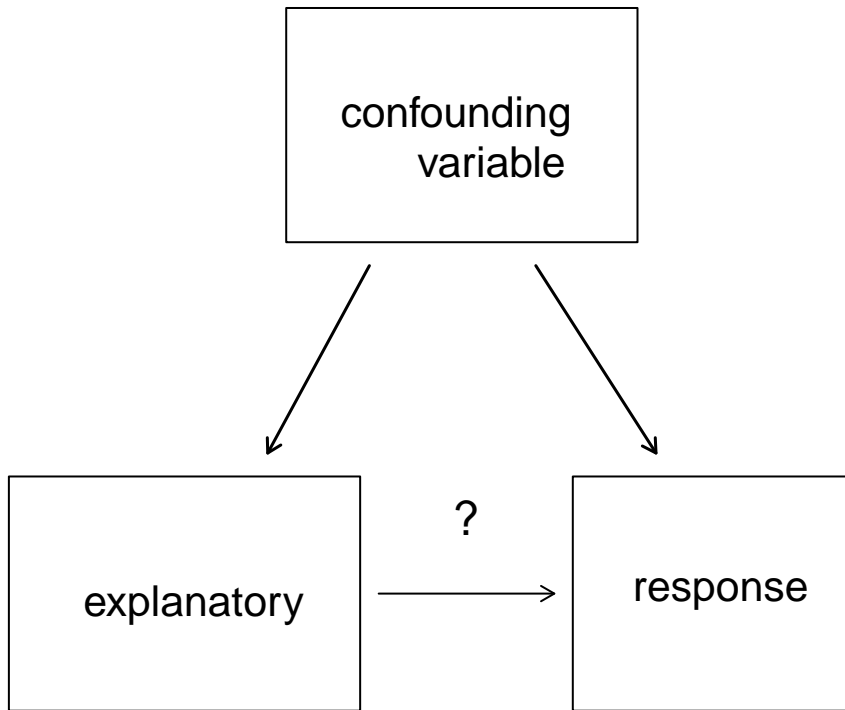 confounding
variable
?
explanatory
response